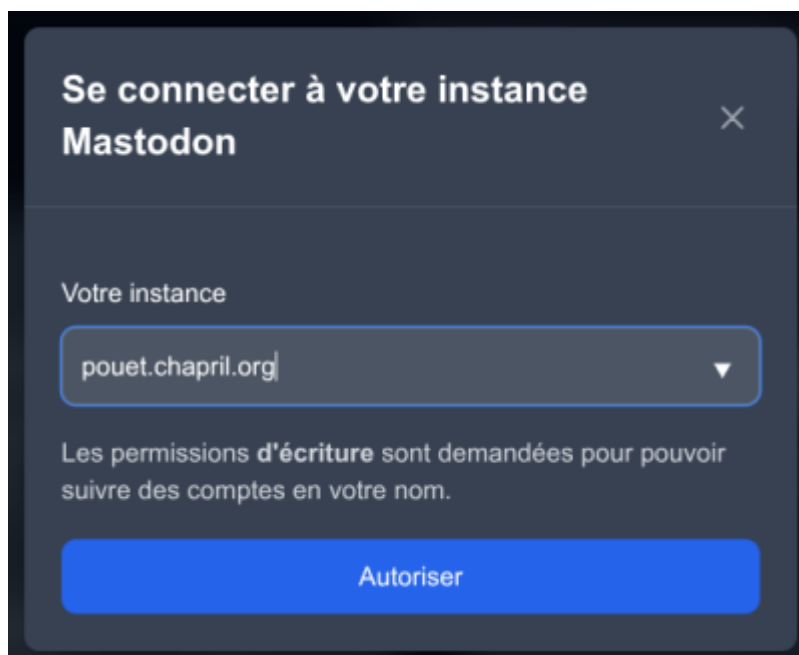 Se connecter à votre instance
Mastodon
Votre instance
pouet.chapril.org
Les permissions d'écriture sont demandées pour pouvoir
suivre des comptes en votre nom.
Autoriser